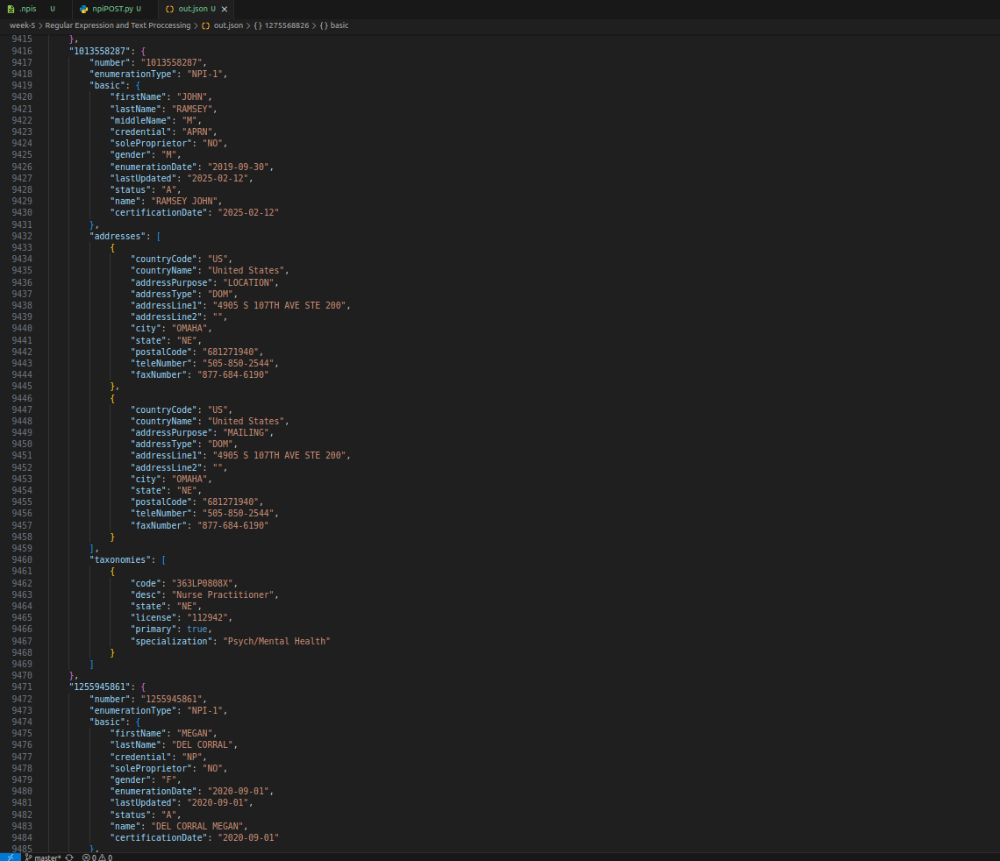 .npis U npiPOST.py U out.json U
week-5 > Regular Expression and Text Proccessing > out.json > {} 1275568826 > {} basic
9415 },
9416 "1013558287": {
9417 "number": "1013558287",
9418 "enumerationType": "NPI-1",
9419 "basic": {
9420 "firstName": "JOHN",
9421 "lastName": "RAMSEY",
9422 "middleName": "M",
9423 "credential": "APRN",
9424 "soleProprietor": "NO",
9425 "gender": "M",
9426 "enumerationDate": "2019-09-30",
9427 "lastUpdated": "2025-02-12",
9428 "status": "A",
9429 "name": "RAMSEY JOHN",
9430 "certificationDate": "2025-02-12"
9431 },
9432 "addresses": [
9433 {
9434 "countryCode": "US",
9435 "countryName": "United States",
9436 "addressPurpose": "LOCATION",
9437 "addressType": "DOM",
9438 "addressLine1": "4905 S 107TH AVE STE 200",
9439 "addressLine2": "",
9440 "city": "OMAHA",
9441 "state": "NE",
9442 "postalCode": "681271940",
9443 "teleNumber": "505-850-2544",
9444 "faxNumber": "877-684-6190"
9445 },
9446 {
9447 "countryCode": "US",
9448 "countryName": "United States",
9449 "addressPurpose": "MAILING",
9450 "addressType": "DOM",
9451 "addressLine1": "4905 S 107TH AVE STE 200",
9452 "addressLine2": "",
9453 "city": "OMAHA",
9454 "state": "NE",
9455 "postalCode": "681271940",
9456 "teleNumber": "505-850-2544",
9457 "faxNumber": "877-684-6190"
9458 }
9459 ],
9460 "taxonomies": [
9461 {
9462 "code": "363LP0808X",
9463 "desc": "Nurse Practitioner",
9464 "state": "NE",
9465 "license": "112942",
9466 "primary": true,
9467 "specialization": "Psych/Mental Health"
9468 }
9469 ]
9470 },
9471 "1255945861": {
9472 "number": "1255945861",
9473 "enumerationType": "NPI-1",
9474 "basic": {
9475 "firstName": "MEGAN",
9476 "lastName": "DEL CORRAL",
9477 "credential": "NP",
9478 "soleProprietor": "NO",
9479 "gender": "F",
9480 "enumerationDate": "2020-09-01",
9481 "lastUpdated": "2020-09-01",
9482 "status": "A",
9483 "name": "DEL CORRAL MEGAN",
9484 "certificationDate": "2020-09-01"
9485 },
master* 0 0